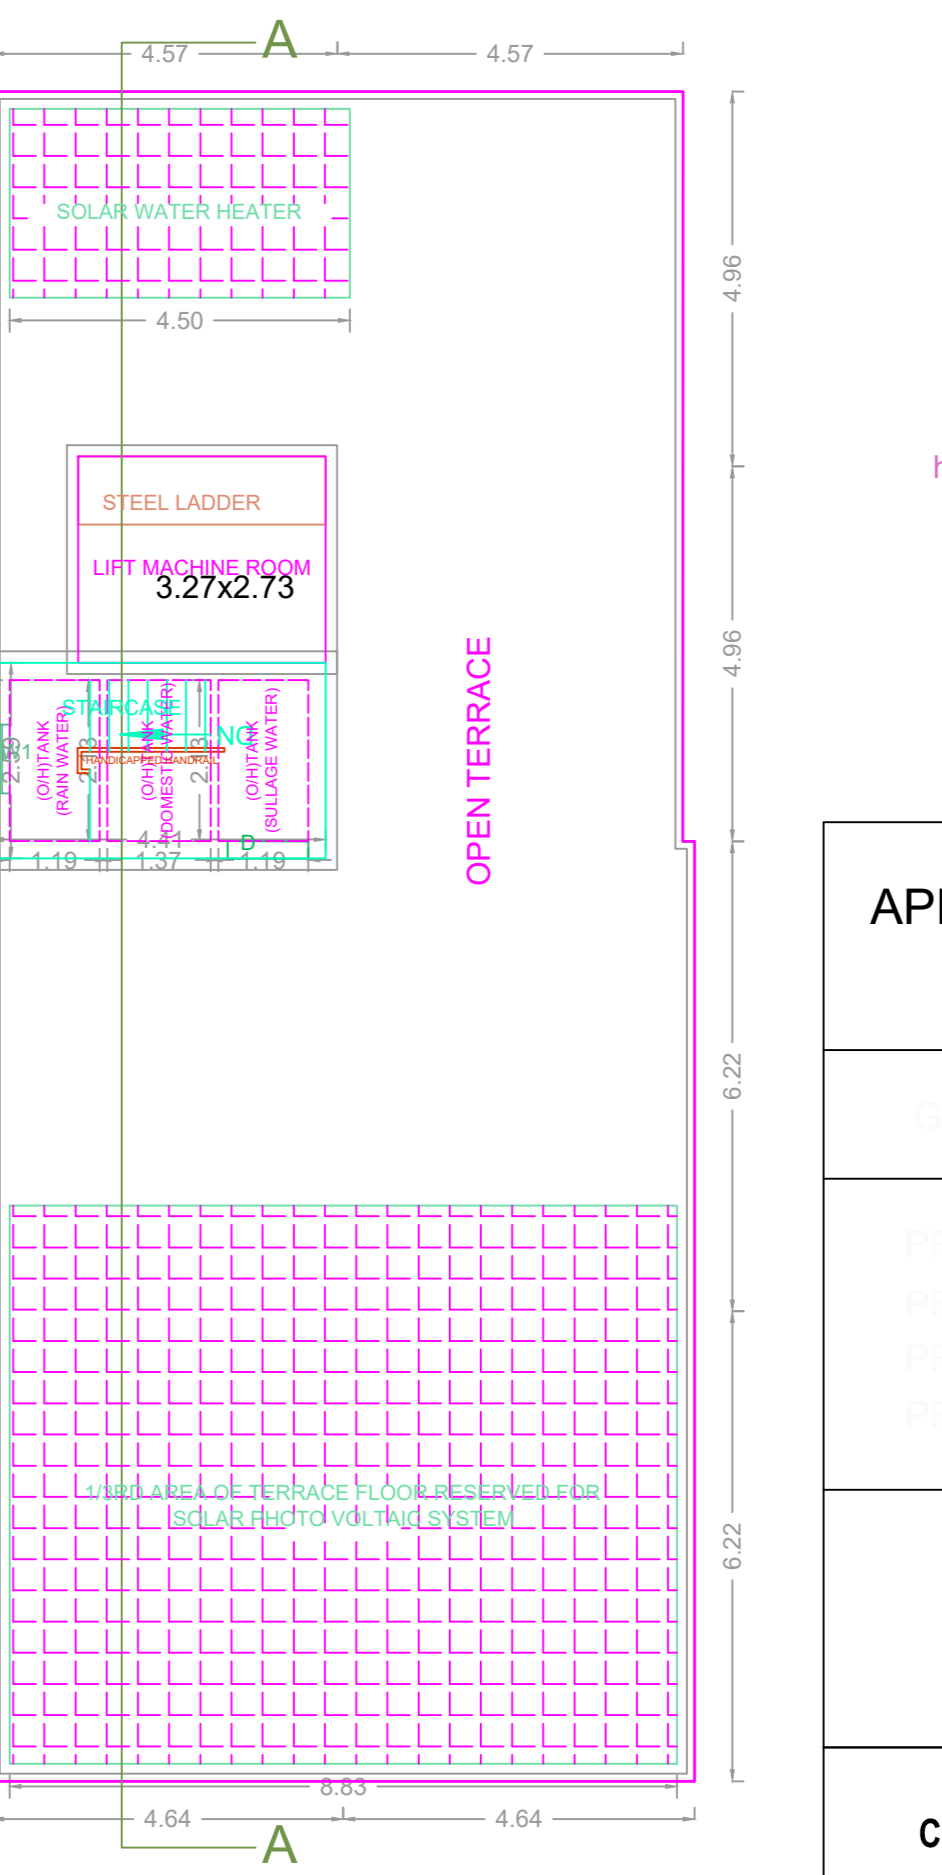 A
4.57
4.57
SOLAR WATER HEATER
4.50
4.96
STEEL LADDER
LIFT MACHINE ROOM
3.27x2.73
4.96
OPEN TERRACE
STAIRCASE
(O/H)TANK
(RAIN WATER)
(O/H)TANK
(DOMESTIC WATER)
(O/H)TANK
(SULLAGE WATER)
HANDICAPPED HANDRAIL
4.41
D
1.19
1.37
1.19
6.22
6.22
1/3RD AREA OF TERRACE FLOOR RESERVED FOR
SOLAR PHOTO VOLTAIC SYSTEM
8.83
4.64
4.64
A